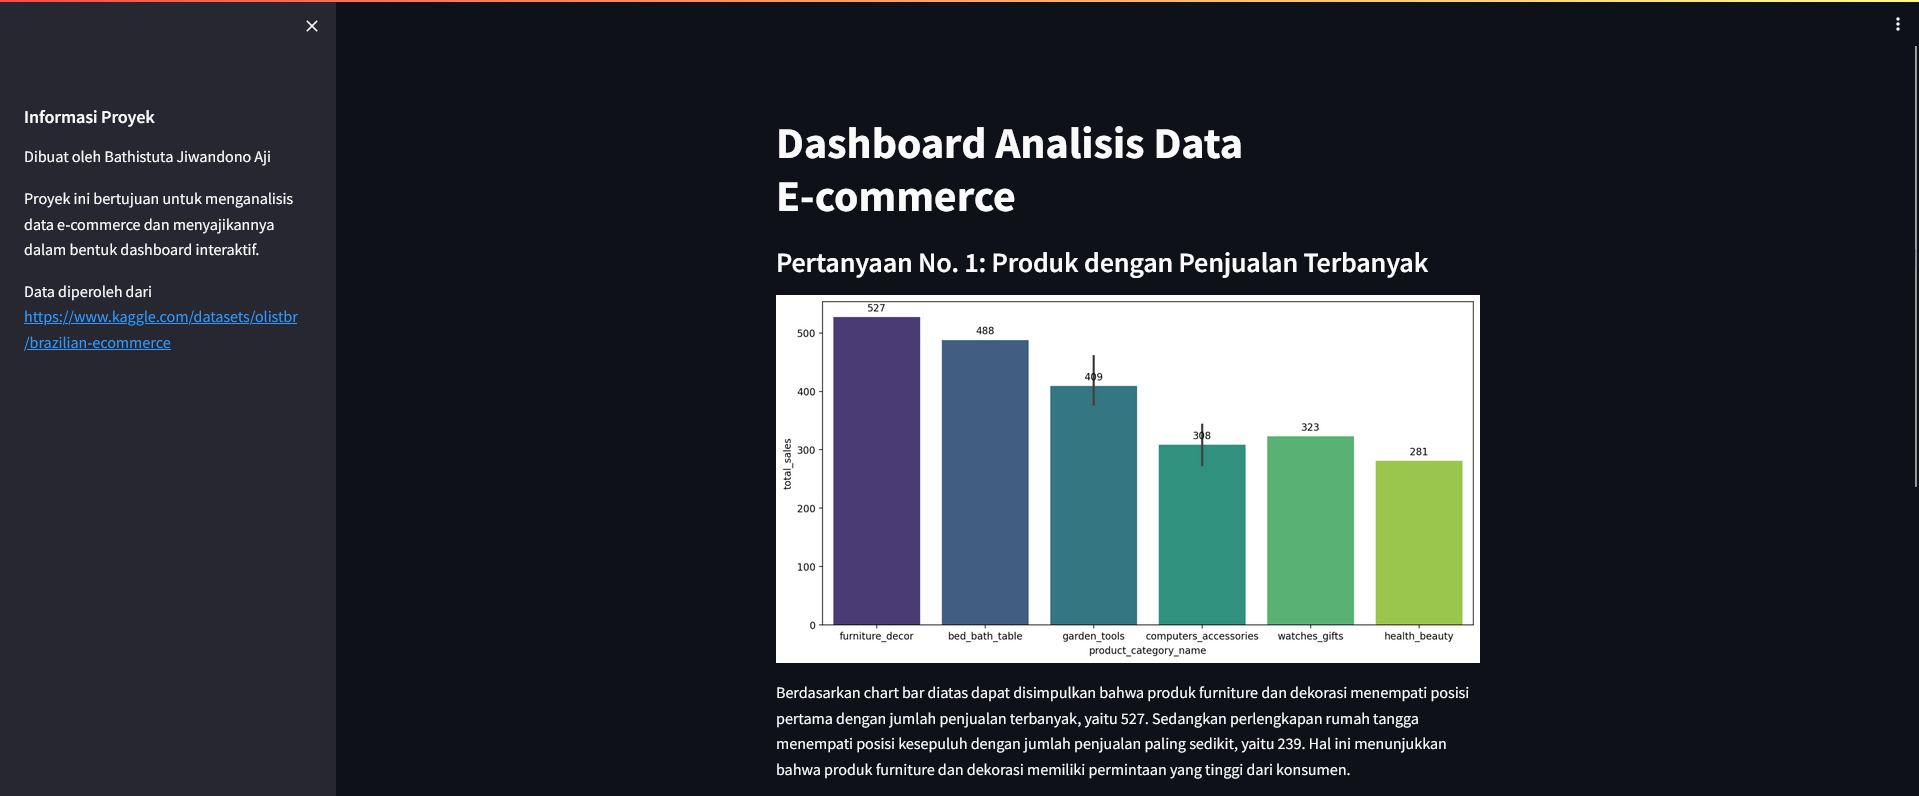 Informasi Proyek
Dibuat oleh Bathistuta Jiwandono Aji
Proyek ini bertujuan untuk menganalisis
data e-commerce dan menyajikannya
dalam bentuk dashboard interaktif.
Data diperoleh dari
https://www.kaggle.com/datasets/olistbr
/brazilian-ecommerce
Dashboard Analisis Data
E-commerce
Pertanyaan No. 1: Produk dengan Penjualan Terbanyak
527
488
409
308
323
281
500
400
300
200
100
0
total_sales
furniture_decor
bed_bath_table
garden_tools
computers_accessories
watches_gifts
health_beauty
product_category_name
Berdasarkan chart bar diatas dapat disimpulkan bahwa produk furniture dan dekorasi menempati posisi
pertama dengan jumlah penjualan terbanyak, yaitu 527. Sedangkan perlengkapan rumah tangga
menempati posisi kesepuluh dengan jumlah penjualan paling sedikit, yaitu 239. Hal ini menunjukkan
bahwa produk furniture dan dekorasi memiliki permintaan yang tinggi dari konsumen.